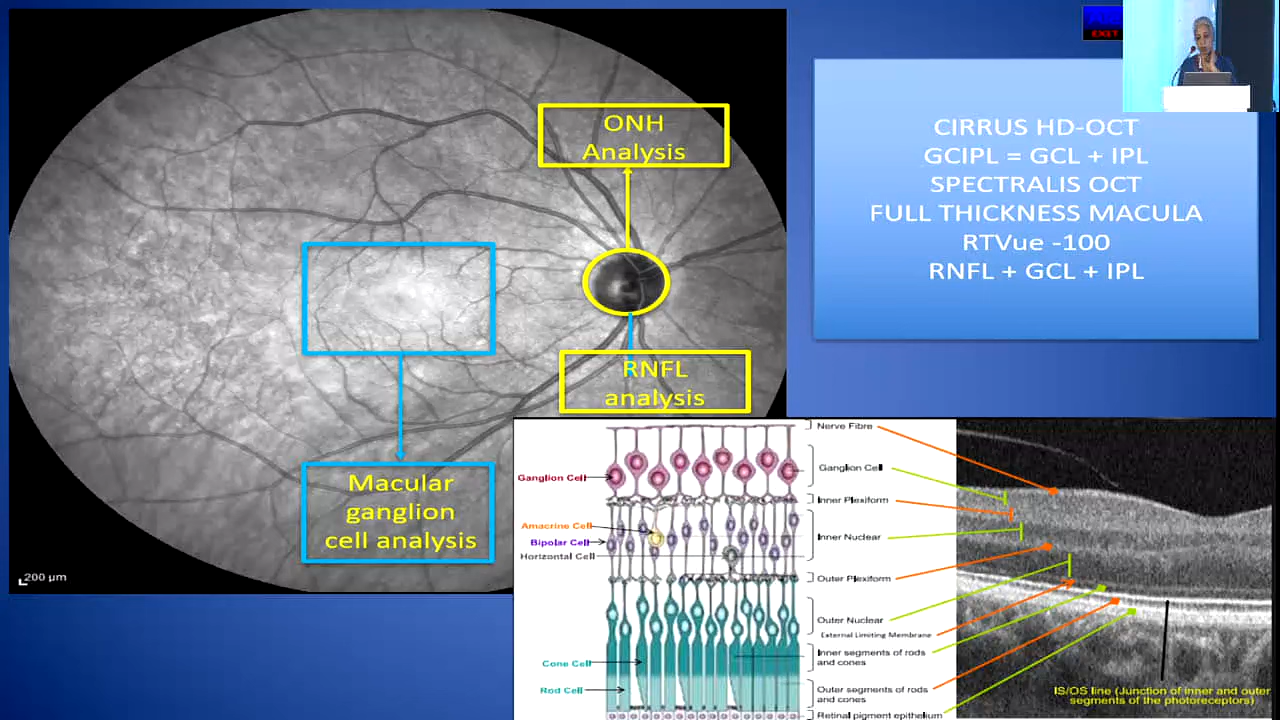 EXIT
ONH
Analysis
CIRRUS HD-OCT
GCIPL = GCL + IPL
SPECTRALIS OCT
FULL THICKNESS MACULA
RTVue -100
RNFL + GCL + IPL
RNFL
analysis
Macular
ganglion
cell analysis
200 µm
Nerve Fibre
Ganglion Cell
Ganglion Cell
Inner Plexiform
Amacrine Cell
Bipolar Cell
Inner Nuclear
Horizontal Cell
Outer Plexiform
Outer Nuclear
External Limiting Membrane
Inner segments of rods
and cones
Cone Cell
Rod Cell
Outer segments of rods
and cones
Retinal pigment epithelium
IS/OS line (Junction of inner and outer
segments of the photoreceptors)